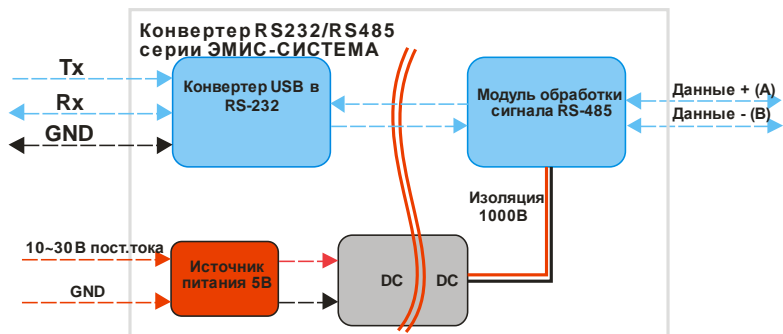 Конвертер RS232/RS485
серии ЭМИС-СИСТЕМА
Tx
Rx
GND
Конвертер USB в
RS-232
Модуль обработки
сигнала RS-485
Данные + (A)
Данные - (B)
Изоляция
1000В
10~30В пост.тока
GND
Источник
питания 5В
DC
DC